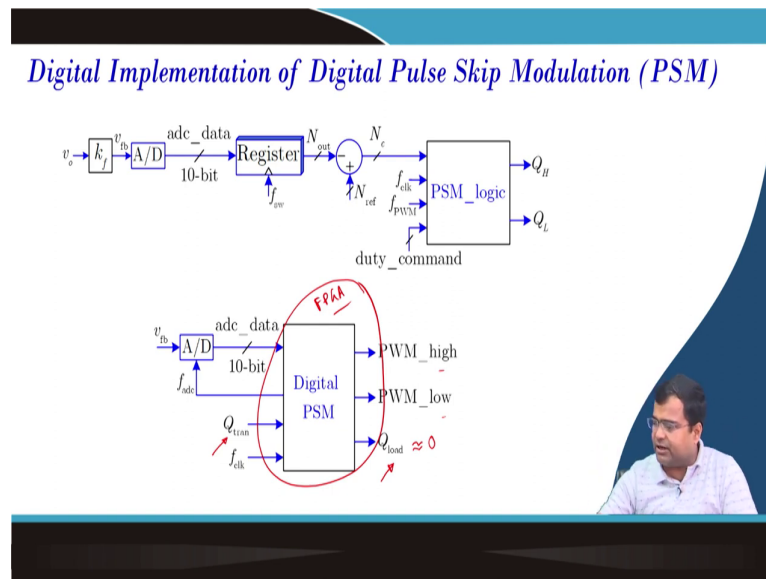 Digital Implementation of Digital Pulse Skip Modulation (PSM)
v_o
k_f
v_fb
A/D
adc_data
10-bit
Register
f_sw
N_out
-
+
N_ref
N_c
f_clk
f_PWM
duty_command
PSM_logic
Q_H
Q_L
FPGA
v_fb
A/D
adc_data
10-bit
f_adc
Q_tran
f_clk
Digital
PSM
PWM_high
PWM_low
Q_load ≈ 0